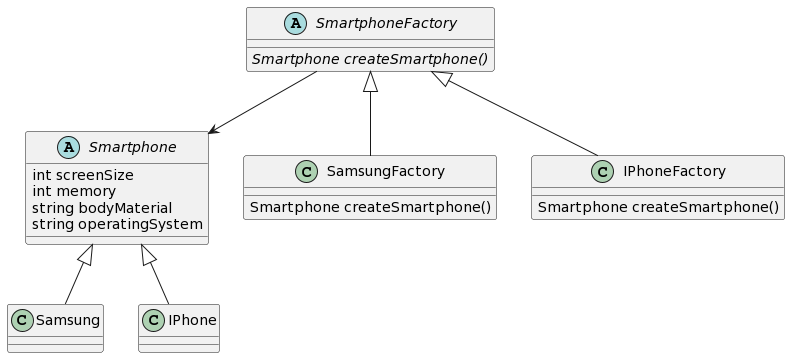 A SmartphoneFactory
Smartphone createSmartphone()
A Smartphone
int screenSize
int memory
string bodyMaterial
string operatingSystem
C SamsungFactory
Smartphone createSmartphone()
C IPhoneFactory
Smartphone createSmartphone()
C Samsung
C IPhone